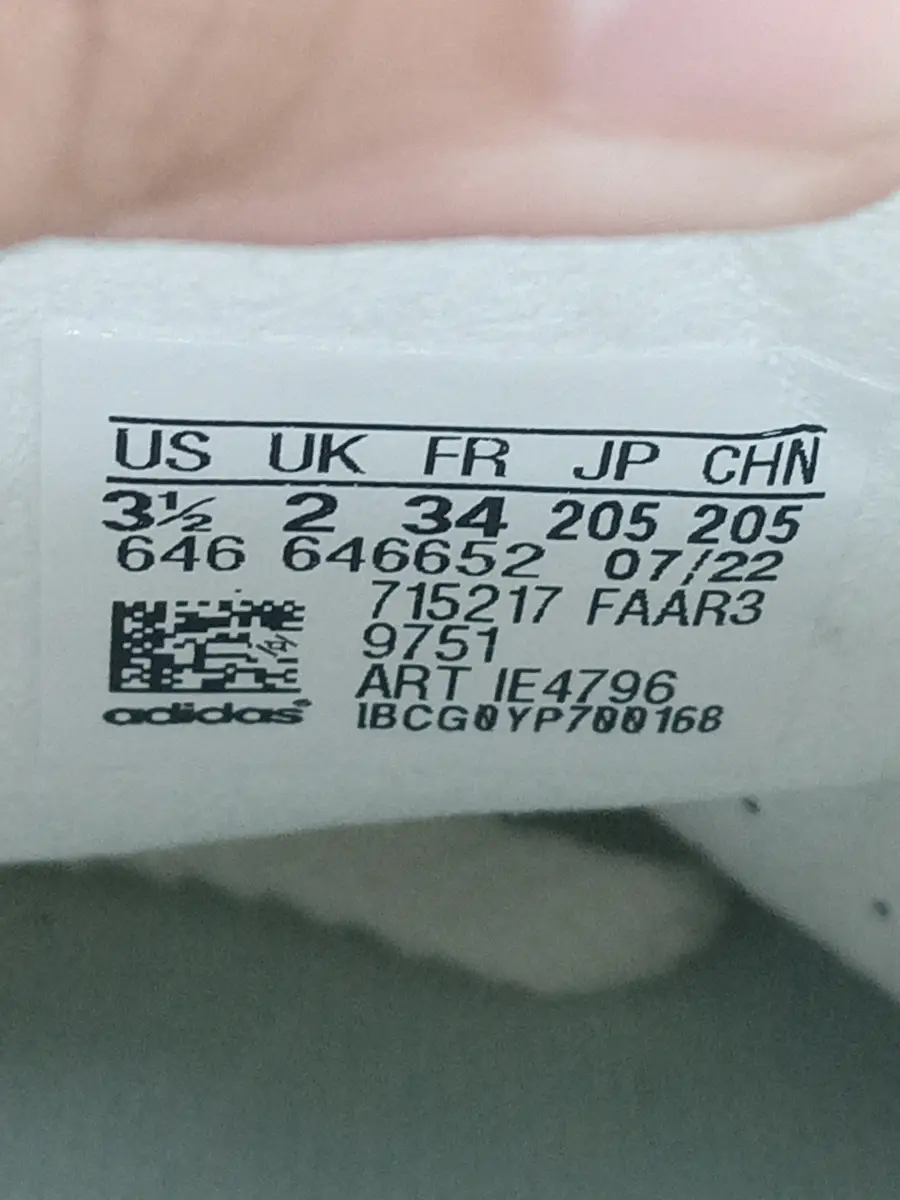 US UK FR JP CHN
3½ 2 34 205 205
646 646652 07/22
715217 FAAR3
9751
ART IE4796
adidas IBCG0YP700168